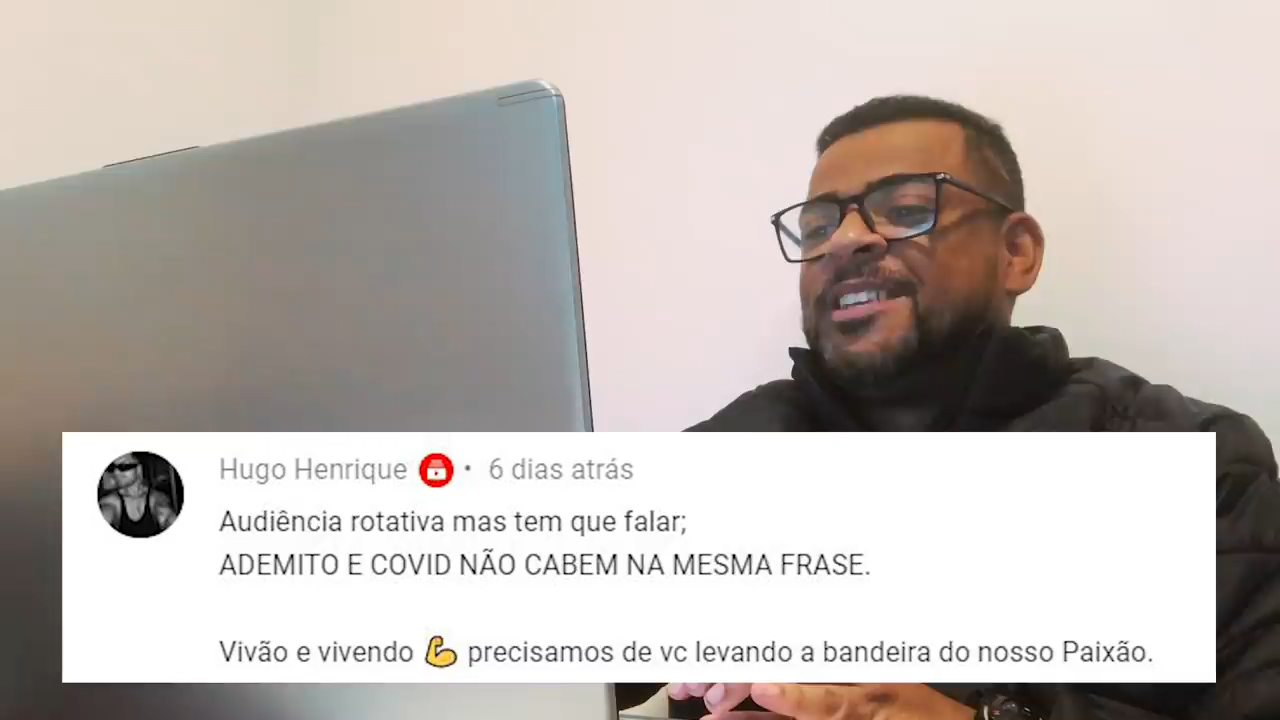 Hugo Henrique • 6 dias atrás
Audiência rotativa mas tem que falar;
ADEMITO E COVID NÃO CABEM NA MESMA FRASE.
Vivão e vivendo 💪 precisamos de vc levando a bandeira do nosso Paixão.